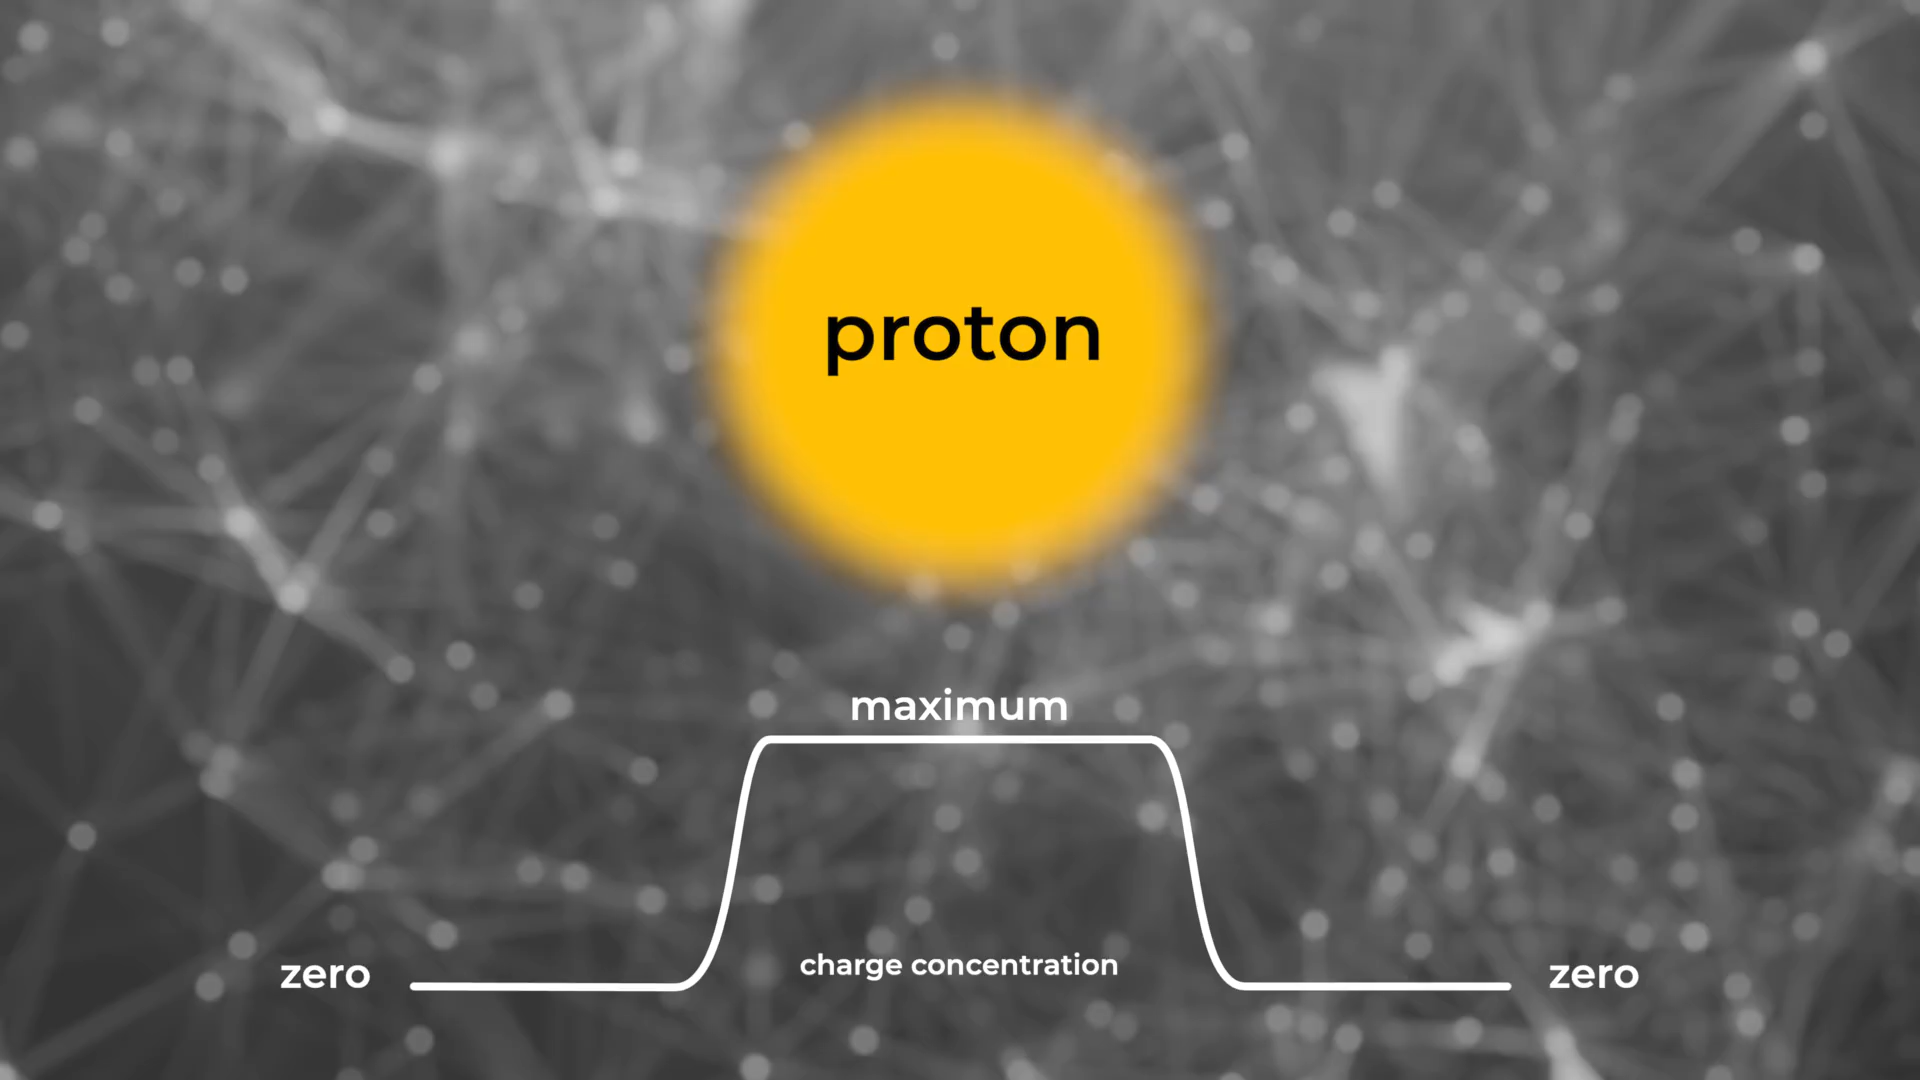 proton
maximum
charge concentration
zero
zero